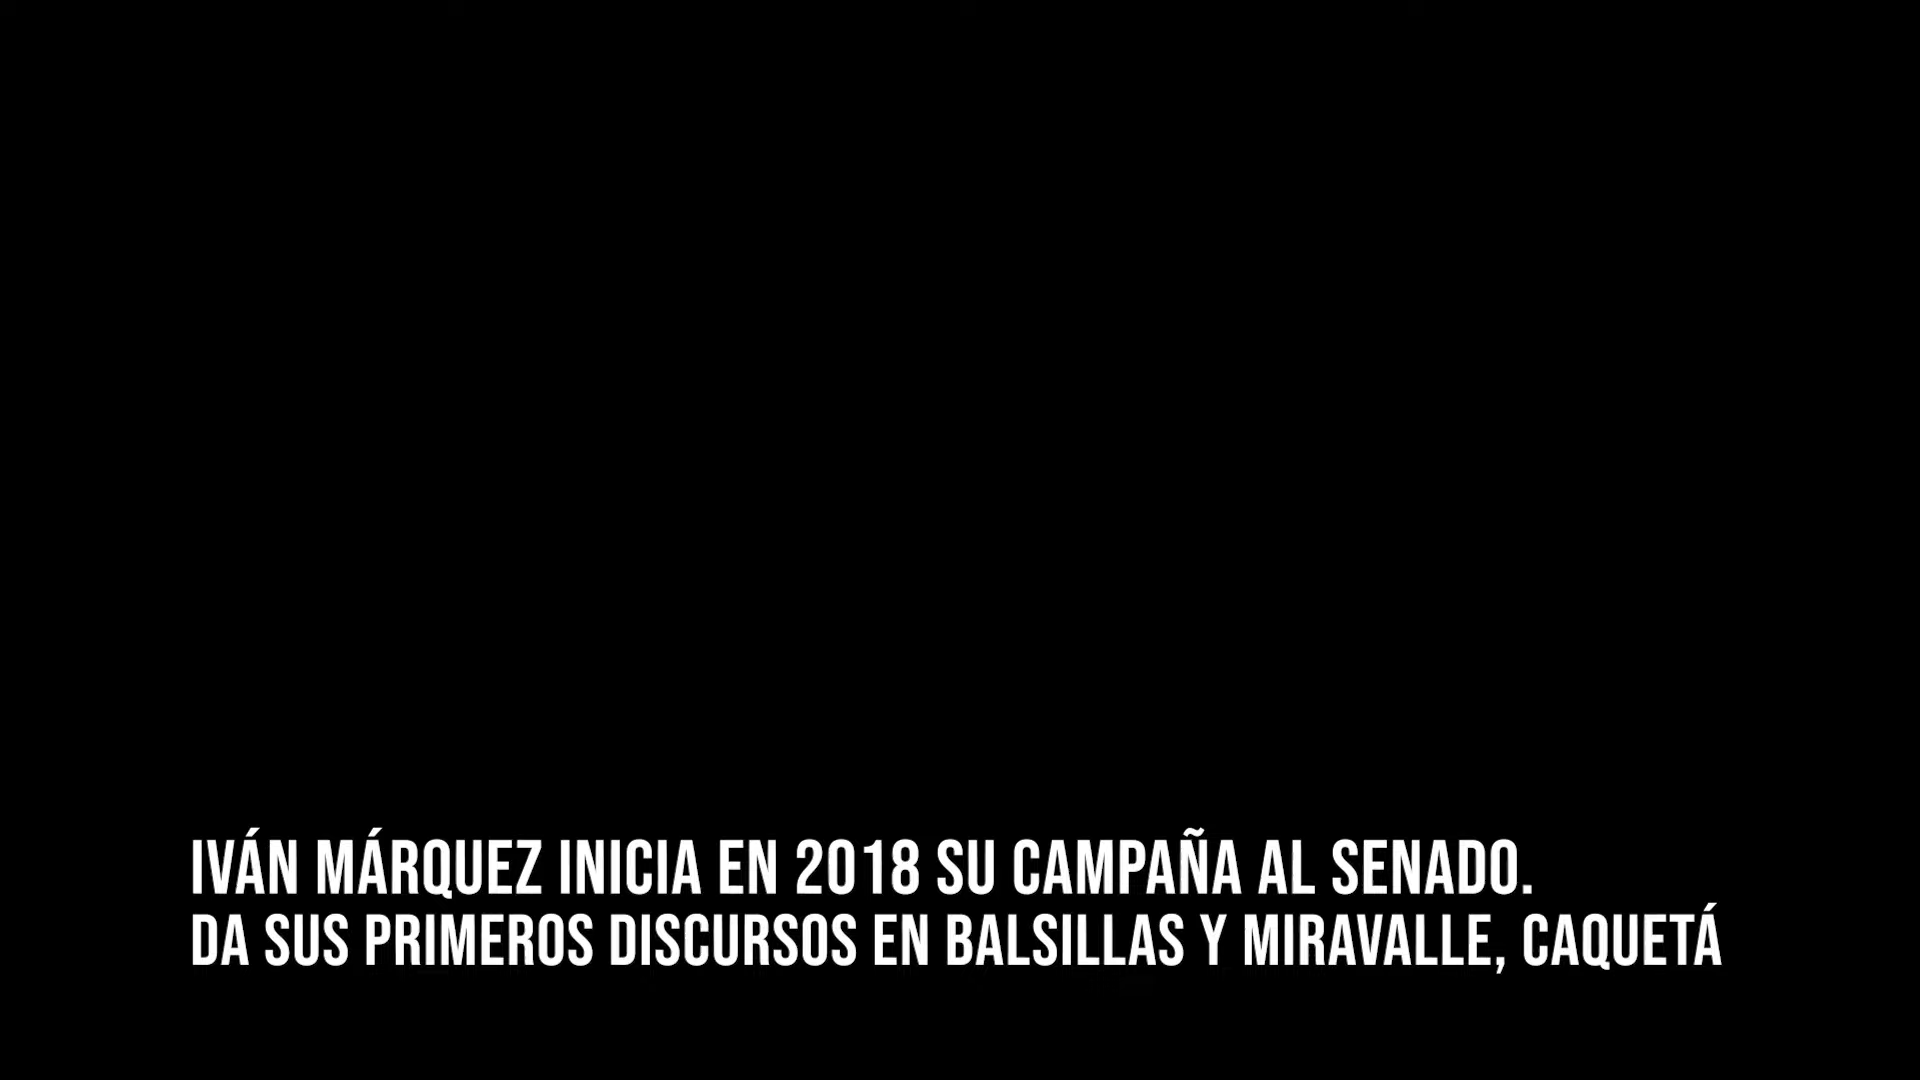 IVÁN MÁRQUEZ INICIA EN 2018 SU CAMPAÑA AL SENADO.
DA SUS PRIMEROS DISCURSOS EN BALSILLAS Y MIRAVALLE, CAQUETÁ